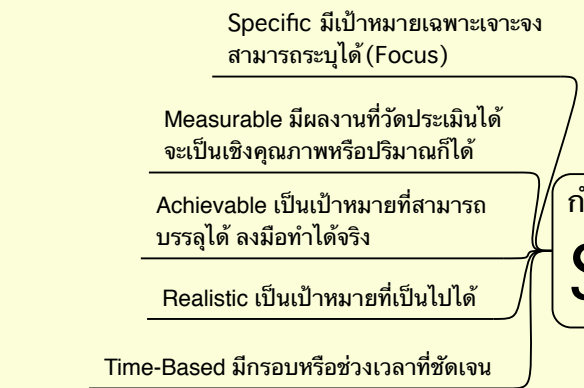 Specific มีเป้าหมายเฉพาะเจาะจง
สามารถระบุได้ (Focus)
Measurable มีผลงานที่วัดประเมินได้
จะเป็นเชิงคุณภาพหรือปริมาณก็ได้
Achievable เป็นเป้าหมายที่สามารถ
บรรลุได้ ลงมือทำได้จริง
Realistic เป็นเป้าหมายที่เป็นไปได้
Time-Based มีกรอบหรือช่วงเวลาที่ชัดเจน